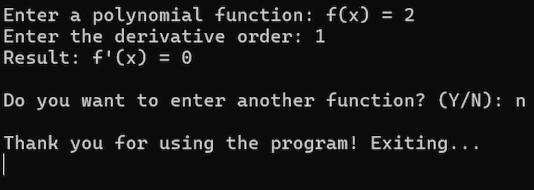 Enter a polynomial function: f(x) = 2
Enter the derivative order: 1
Result: f'(x) = 0
Do you want to enter another function? (Y/N): n
Thank you for using the program! Exiting...